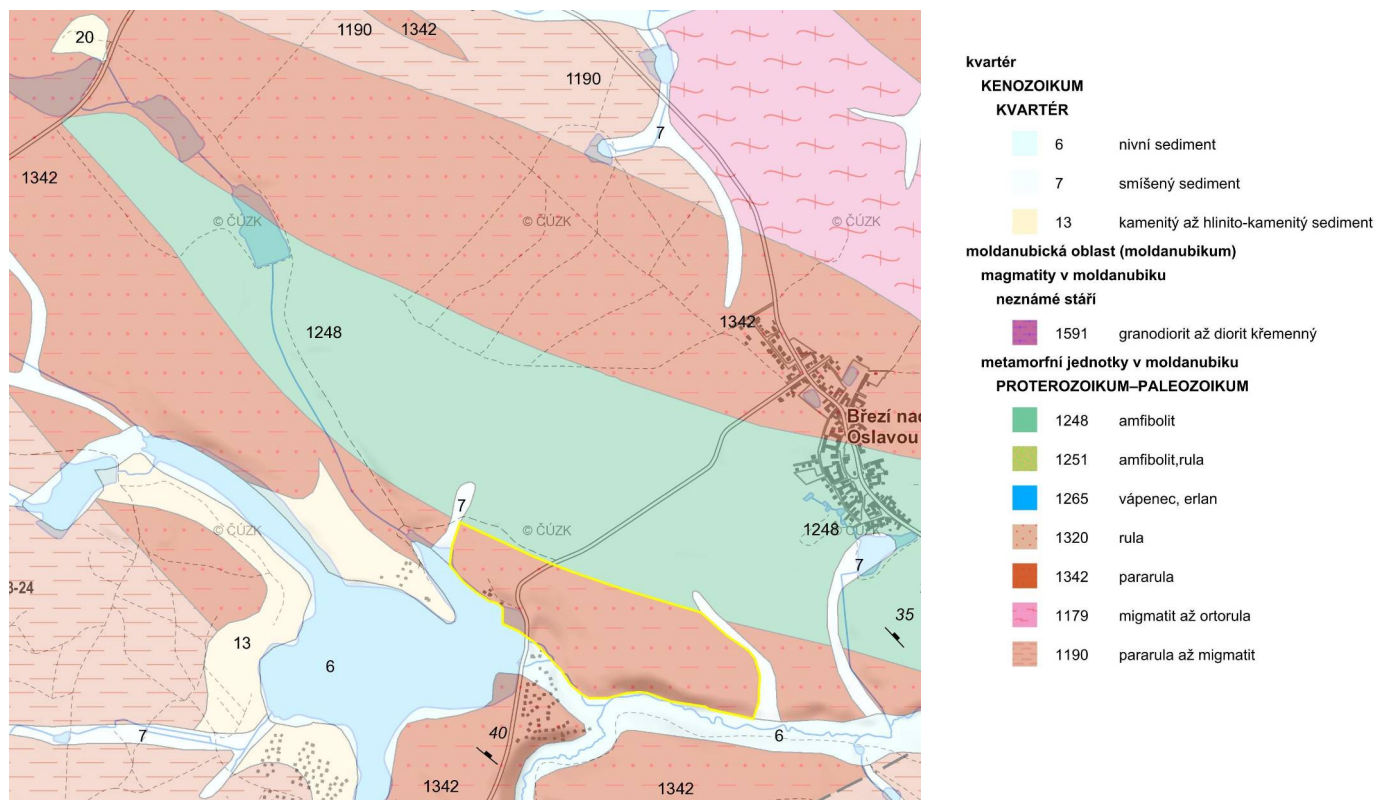 20
1190
1342
1190
7
1342
© ČÚZK
© ČÚZK
© ČÚZK
1248
1342
Březí nad
Oslavou
7
© ČÚZK
© ČÚZK
1248
ČÚZK
7
3-24
13
6
35
40
7
6
1342
1342
kvartér
KENOZOIKUM
KVARTÉR
6 nivní sediment
7 smíšený sediment
13 kamenitý až hlinito-kamenitý sediment
moldanubická oblast (moldanubikum)
magmatity v moldanubiku
neznámé stáří
1591 granodiorit až diorit křemenný
metamorfní jednotky v moldanubiku
PROTEROZOIKUM–PALEOZOIKUM
1248 amfibolit
1251 amfibolit,rula
1265 vápenec, erlan
1320 rula
1342 pararula
1179 migmatit až ortorula
1190 pararula až migmatit